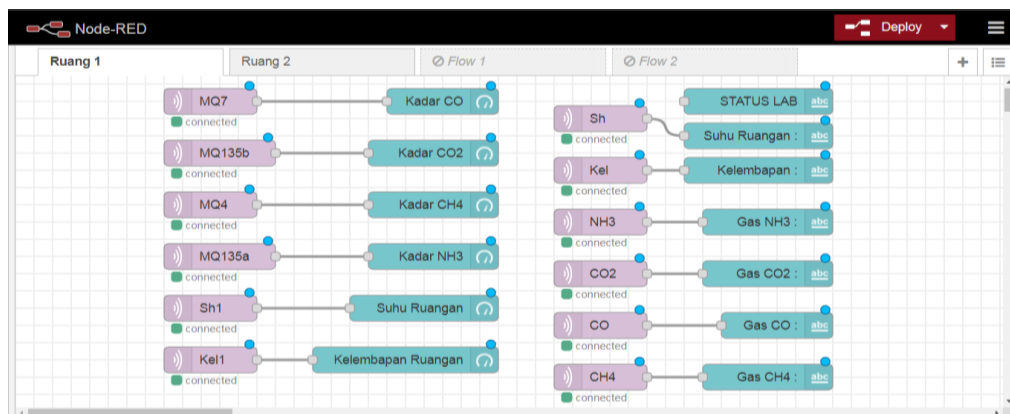 Node-RED
Deploy
Ruang 1
Ruang 2
Flow 1
Flow 2
MQ7
Kadar CO
connected
MQ135b
Kadar CO2
connected
MQ4
Kadar CH4
connected
MQ135a
Kadar NH3
connected
Sh1
Suhu Ruangan
connected
Kel1
Kelembapan Ruangan
connected
STATUS LAB
abc
Sh
Suhu Ruangan :
abc
connected
Kel
Kelembapan :
abc
connected
NH3
Gas NH3 :
abc
connected
CO2
Gas CO2 :
abc
connected
CO
Gas CO :
abc
connected
CH4
Gas CH4 :
abc
connected